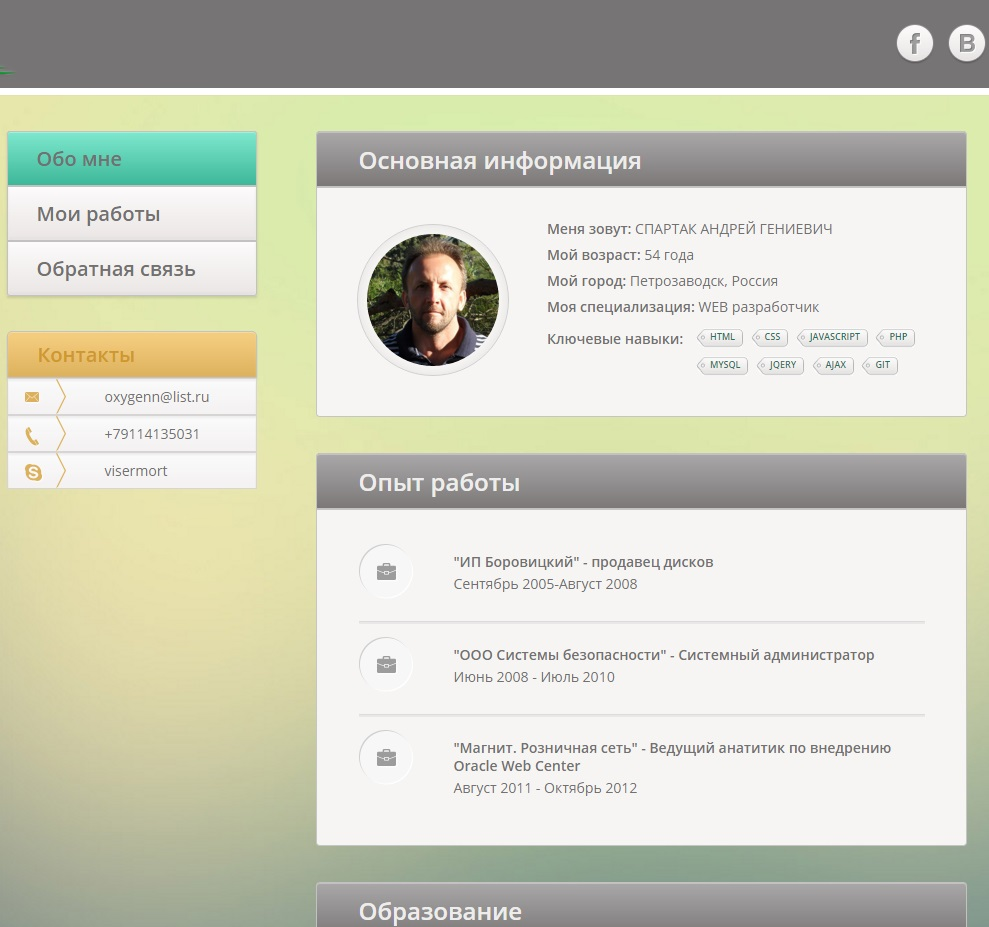 f B
Обо мне
Мои работы
Обратная связь
Контакты
oxygenn@list.ru
+79114135031
visermort
Основная информация
Меня зовут: СПАРТАК АНДРЕЙ ГЕНИЕВИЧ
Мой возраст: 54 года
Мой город: Петрозаводск, Россия
Моя специализация: WEB разработчик
Ключевые навыки: HTML CSS JAVASCRIPT PHP
MYSQL JQERY AJAX GIT
Опыт работы
"ИП Боровицкий" - продавец дисков
Сентябрь 2005-Август 2008
"ООО Системы безопасности" - Системный администратор
Июнь 2008 - Июль 2010
"Магнит. Розничная сеть" - Ведущий анатитик по внедрению
Oracle Web Center
Август 2011 - Октябрь 2012
Образование